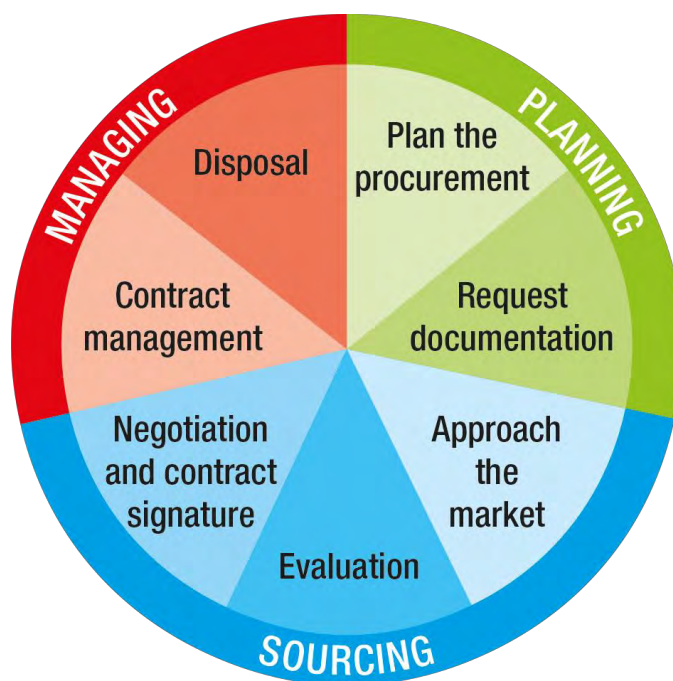 PLANNING
Plan the
procurement
Request
documentation
SOURCING
Approach
the
market
Evaluation
Negotiation
and contract
signature
MANAGING
Contract
management
Disposal